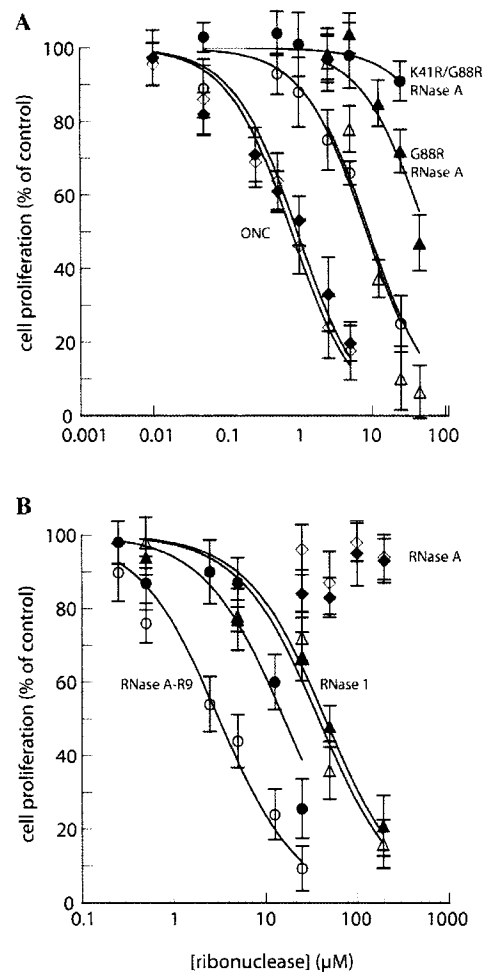 A
cell proliferation (% of control)
100
80
60
40
20
0
0.001
0.01
0.1
1
10
100
K41R/G88R
RNase A
G88R
RNase A
ONC
B
cell proliferation (% of control)
100
80
60
40
20
0
0.1
1
10
100
1000
RNase A
RNase A-R9
RNase 1
[ribonuclease] (μM)